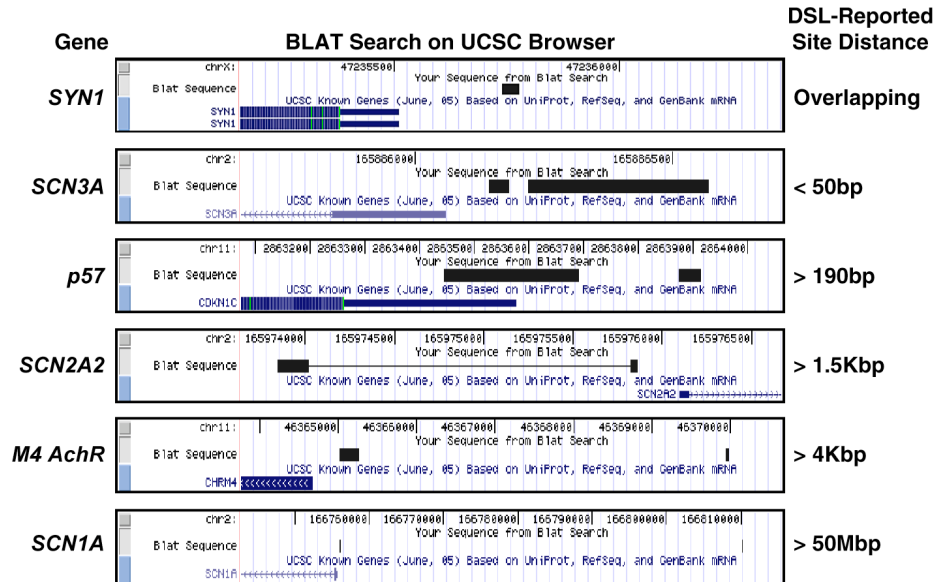 Gene
BLAT Search on UCSC Browser
DSL-Reported
Site Distance
SYN1
chrX: 47235500 47236000
Your Sequence from Blat Search
Blat Sequence
UCSC Known Genes (June, 05) Based on UniProt, RefSeq, and GenBank mRNA
SYN1
SYN1
Overlapping
SCN3A
chr2: 165886000 165886500
Your Sequence from Blat Search
Blat Sequence
UCSC Known Genes (June, 05) Based on UniProt, RefSeq, and GenBank mRNA
SCN3A
< 50bp
p57
chr11: 2863200 2863300 2863400 2863500 2863600 2863700 2863800 2863900 2864000
Your Sequence from Blat Search
Blat Sequence
UCSC Known Genes (June, 05) Based on UniProt, RefSeq, and GenBank mRNA
CDKN1C
> 190bp
SCN2A2
chr2: 165974000 165974500 165975000 165975500 165976000 165976500
Your Sequence from Blat Search
Blat Sequence
UCSC Known Genes (June, 05) Based on UniProt, RefSeq, and GenBank mRNA
SCN2A2
> 1.5Kbp
M4 AchR
chr11: 46365000 46366000 46367000 46368000 46369000 46370000
Your Sequence from Blat Search
Blat Sequence
UCSC Known Genes (June, 05) Based on UniProt, RefSeq, and GenBank mRNA
CHRM4
> 4Kbp
SCN1A
chr2: 166760000 166770000 166780000 166790000 166800000 166810000
Your Sequence from Blat Search
Blat Sequence
UCSC Known Genes (June, 05) Based on UniProt, RefSeq, and GenBank mRNA
SCN1A
> 50Mbp